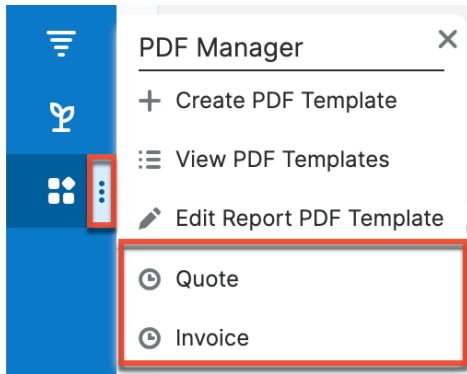 PDF Manager
Create PDF Template
View PDF Templates
Edit Report PDF Template
Quote
Invoice